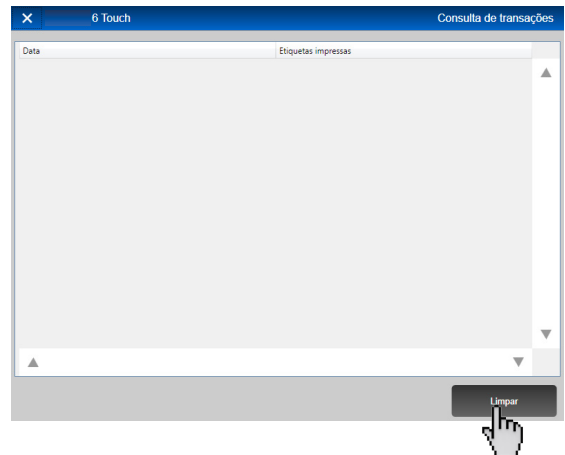 6 Touch
Consulta de transações
Data
Etiquetas impressas
Limpar